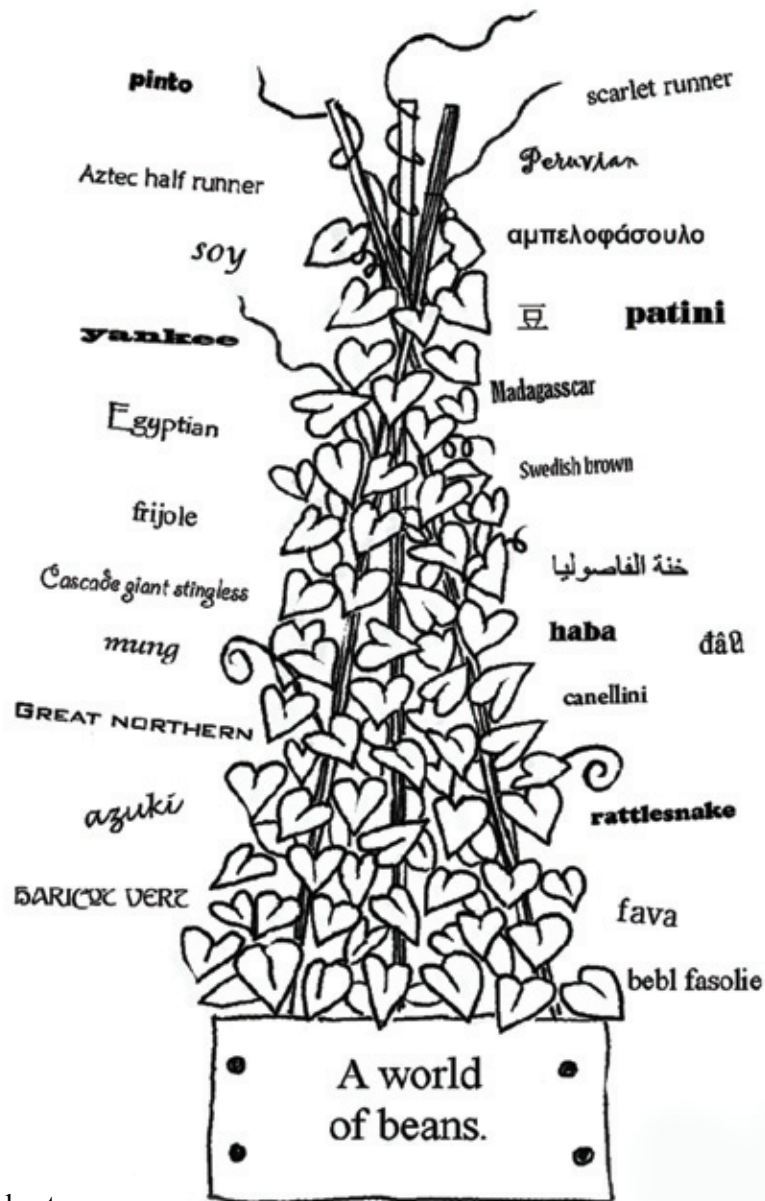 pinto
scarlet runner
Peruvian
Aztec half runner
αμπελοφάσουλο
soy
豆
patini
yankee
Madagasscar
Egyptian
Swedish brown
frijole
خنة الفاصوليا
Cascade giant stingless
haba
mung
canellini
GREAT NORTHERN
azuki
rattlesnake
HARICOT VERT
fava
bebl fasolie
A world
of beans.